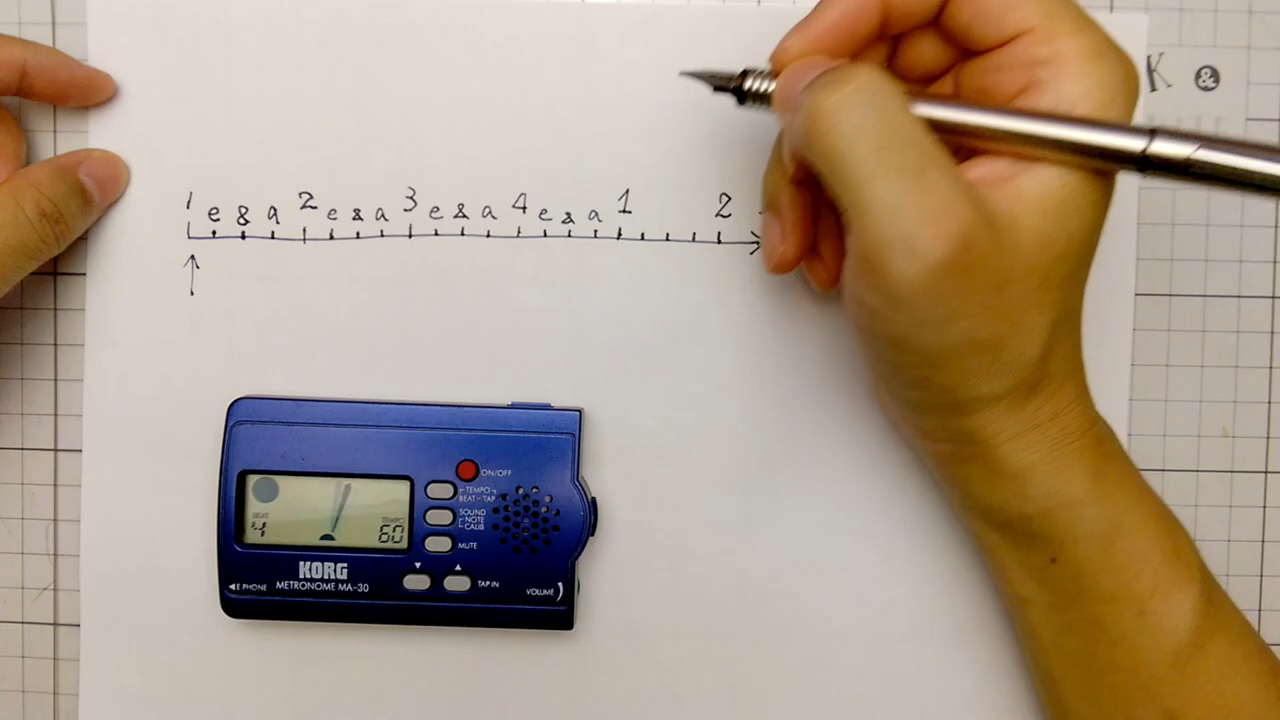 K &
1 e & a 2 e & a 3 e & a 4 e & a 1 2
ON/OFF
TEMPO
BEAT-TAP
SOUND
NOTE
CALIB
BEAT
4
TEMPO
60
MUTE
KORG
METRONOME MA-30
E PHONE
TAP IN
VOLUME